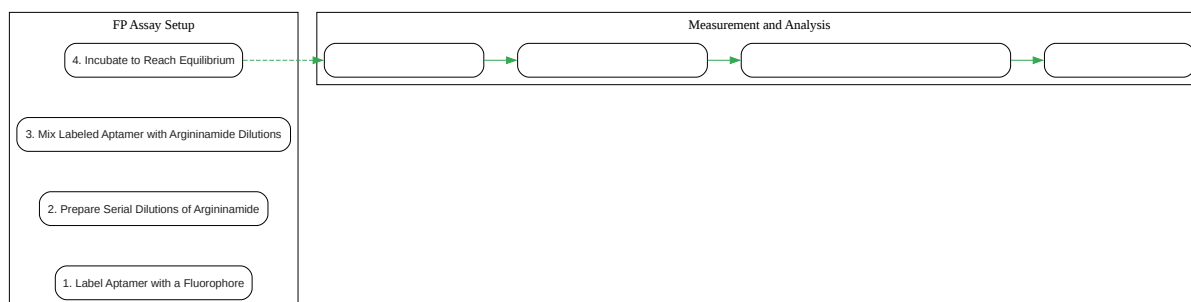 FP Assay Setup
4. Incubate to Reach Equilibrium
3. Mix Labeled Aptamer with Argininamide Dilutions
2. Prepare Serial Dilutions of Argininamide
1. Label Aptamer with a Fluorophore
Measurement and Analysis